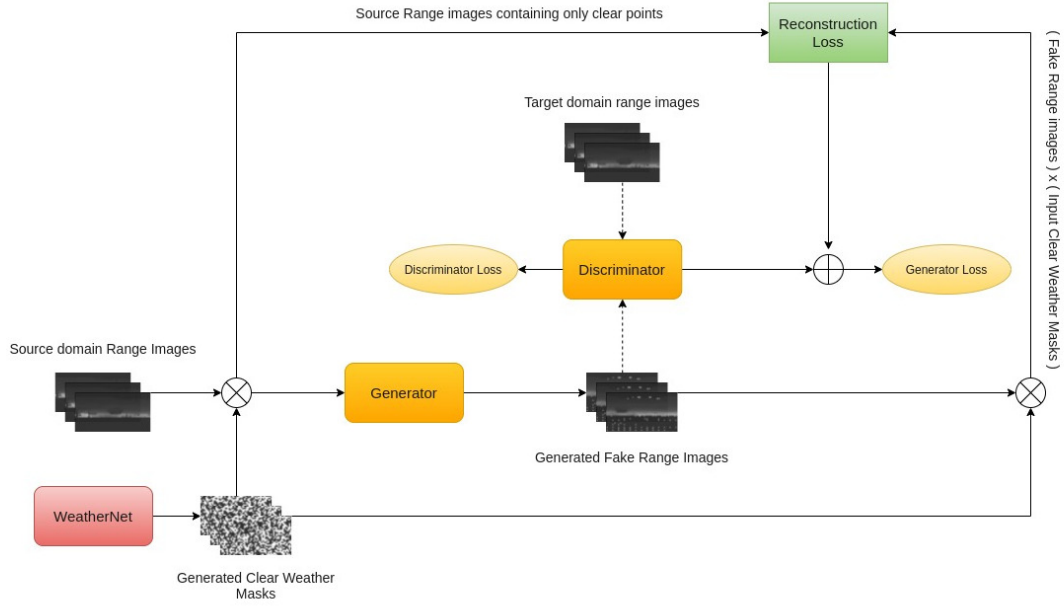 Source Range images containing only clear points
Reconstruction
Loss
( Fake Range images ) x ( Input Clear Weather Masks )
Target domain range images
Discriminator Loss
Discriminator
Generator Loss
Source domain Range Images
Generator
Generated Fake Range Images
WeatherNet
Generated Clear Weather
Masks